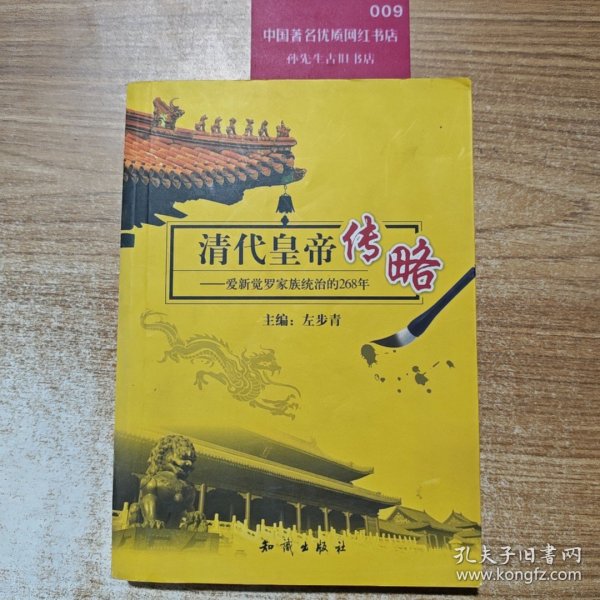 009
中国著名优质网红书店
孙先生古旧书店
清代皇帝传略
——爱新觉罗家族统治的268年
主编：左步青
知识出版社
孔夫子旧书网
www.kongfz.com